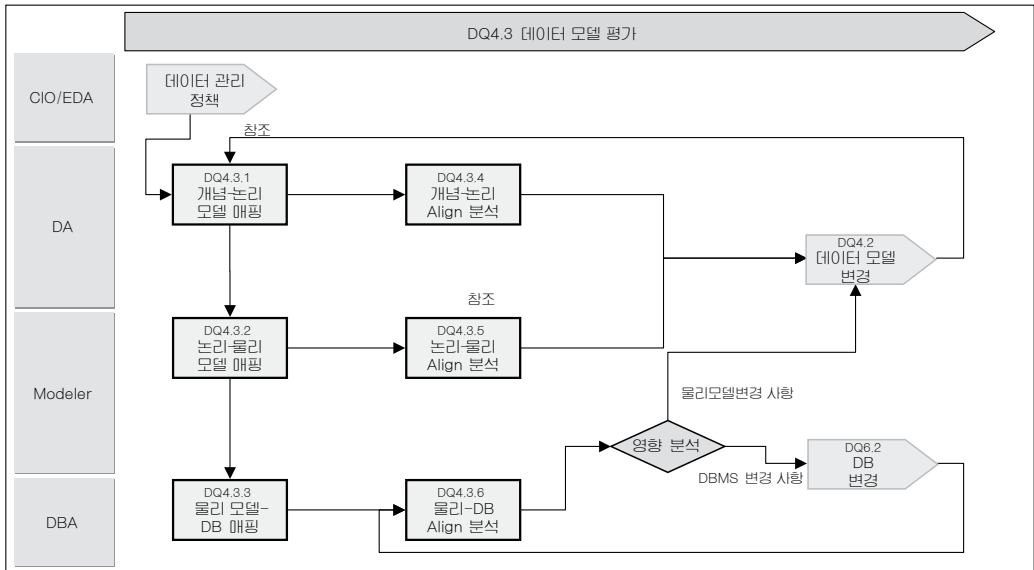 DQ4.3 데이터 모델 평가
CIO/EDA
데이터 관리
정책
참조
DA
DQ4.3.1
개념-논리
모델 매핑
DQ4.3.4
개념-논리
Align 분석
DQ4.2
데이터 모델
변경
참조
Modeler
DQ4.3.2
논리-물리
모델 매핑
DQ4.3.5
논리-물리
Align 분석
물리모델변경 사항
영향 분석
DBMS 변경 사항
DQ6.2
DB
변경
DBA
DQ4.3.3
물리 모델-
DB 매핑
DQ4.3.6
물리-DB
Align 분석